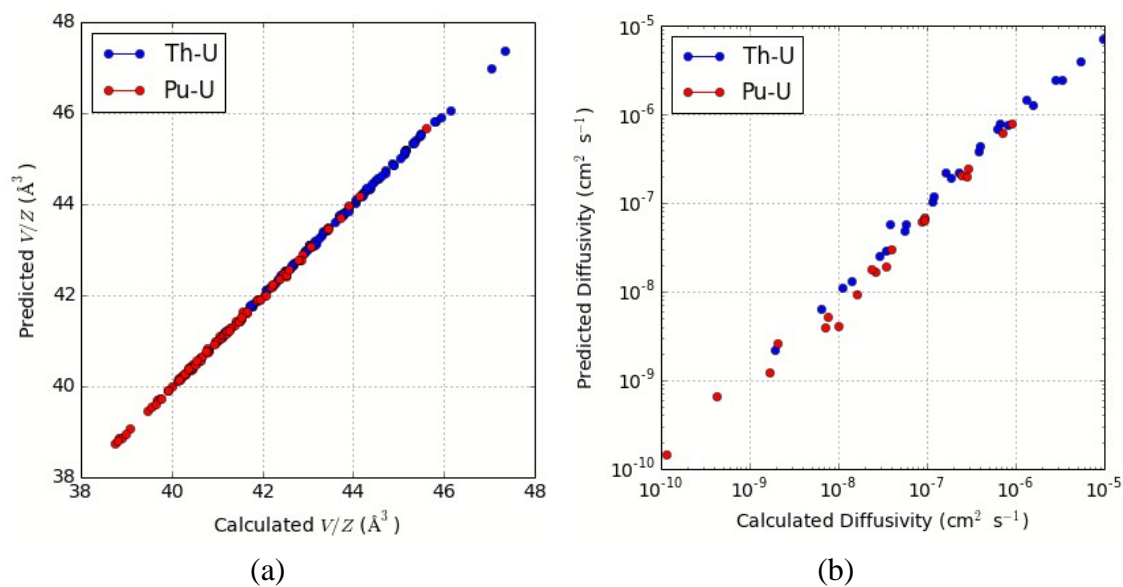 48
46
44
42
40
38
Predicted V/Z (Å³)
Th-U
Pu-U
38 40 42 44 46 48
Calculated V/Z (Å³)
(a)
10⁻⁵
10⁻⁶
10⁻⁷
10⁻⁸
10⁻⁹
10⁻¹⁰
Predicted Diffusivity (cm² s⁻¹)
Th-U
Pu-U
10⁻¹⁰ 10⁻⁹ 10⁻⁸ 10⁻⁷ 10⁻⁶ 10⁻⁵
Calculated Diffusivity (cm² s⁻¹)
(b)